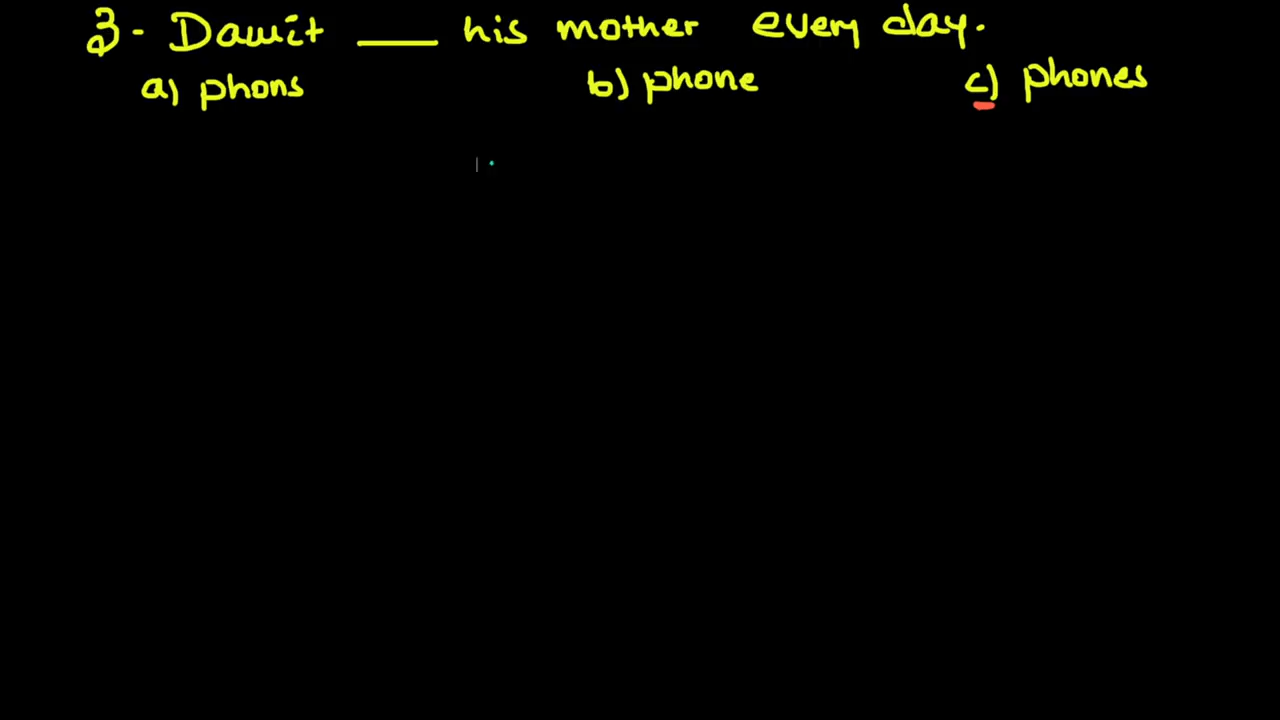 3- Dawit ____ his mother every day.
a) phons b) phone c) phones